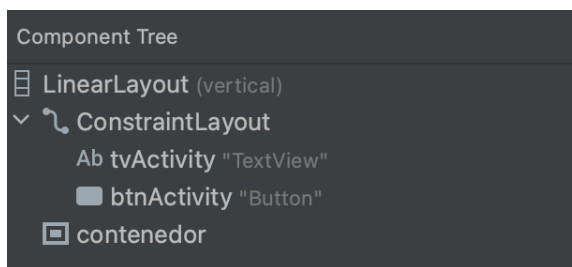 Component Tree
LinearLayout (vertical)
ConstraintLayout
Ab tvActivity "TextView"
btnActivity "Button"
contenedor